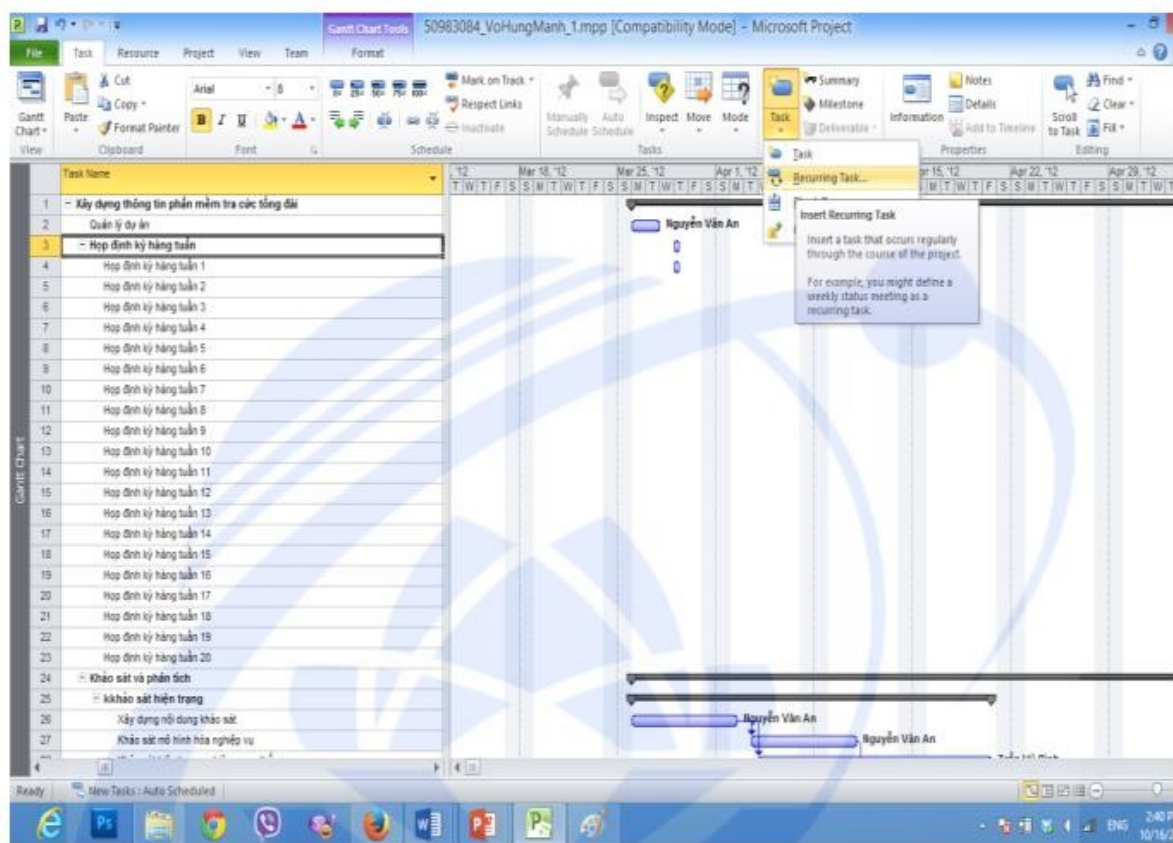 Gantt Chart Tools 50983084_VoHungManh_1.mpp [Compatibility Mode] - Microsoft Project
File Task Resource Project View Team Format
Cut
Copy
Format Painter
Paste
Gantt Chart
Arial 8
B I U A
Mark on Track
Respect Links
Inactivate
Manually Schedule
Auto Schedule
Inspect Move Mode
Task
Summary
Milestone
Deliverable
Information
Notes
Details
Add to Timeline
Scroll to Task
Find
Clear
Fill
View Clipboard Font Schedule Tasks Properties Editing
Task
Recurring Task...
Insert Recurring Task
Insert a task that occurs regularly
through the course of the project.
For example, you might define a
weekly status meeting as a
recurring task.
Task Name
'12 Mar 18, '12 Mar 25, '12 Apr 1, '12 pr 15, '12 Apr 22, '12 Apr 29, '12
1 Xây dựng thông tin phần mềm tra cức tổng đài
2 Quản lý dự án Nguyễn Văn An
3 Họp định kỳ hàng tuần
4 Họp định kỳ hàng tuần 1
5 Họp định kỳ hàng tuần 2
6 Họp định kỳ hàng tuần 3
7 Họp định kỳ hàng tuần 4
8 Họp định kỳ hàng tuần 5
9 Họp định kỳ hàng tuần 6
10 Họp định kỳ hàng tuần 7
11 Họp định kỳ hàng tuần 8
12 Họp định kỳ hàng tuần 9
13 Họp định kỳ hàng tuần 10
14 Họp định kỳ hàng tuần 11
15 Họp định kỳ hàng tuần 12
16 Họp định kỳ hàng tuần 13
17 Họp định kỳ hàng tuần 14
18 Họp định kỳ hàng tuần 15
19 Họp định kỳ hàng tuần 16
20 Họp định kỳ hàng tuần 17
21 Họp định kỳ hàng tuần 18
22 Họp định kỳ hàng tuần 19
23 Họp định kỳ hàng tuần 20
24 Khảo sát và phân tích
25 kkhảo sát hiện trạng
26 Xây dựng nội dung khảo sát Nguyễn Văn An
27 Khảo sát mô hình hóa nghiệp vụ Nguyễn Văn An
Gantt Chart
Ready New Tasks : Auto Scheduled
ENG 2:40 P
10/16/2